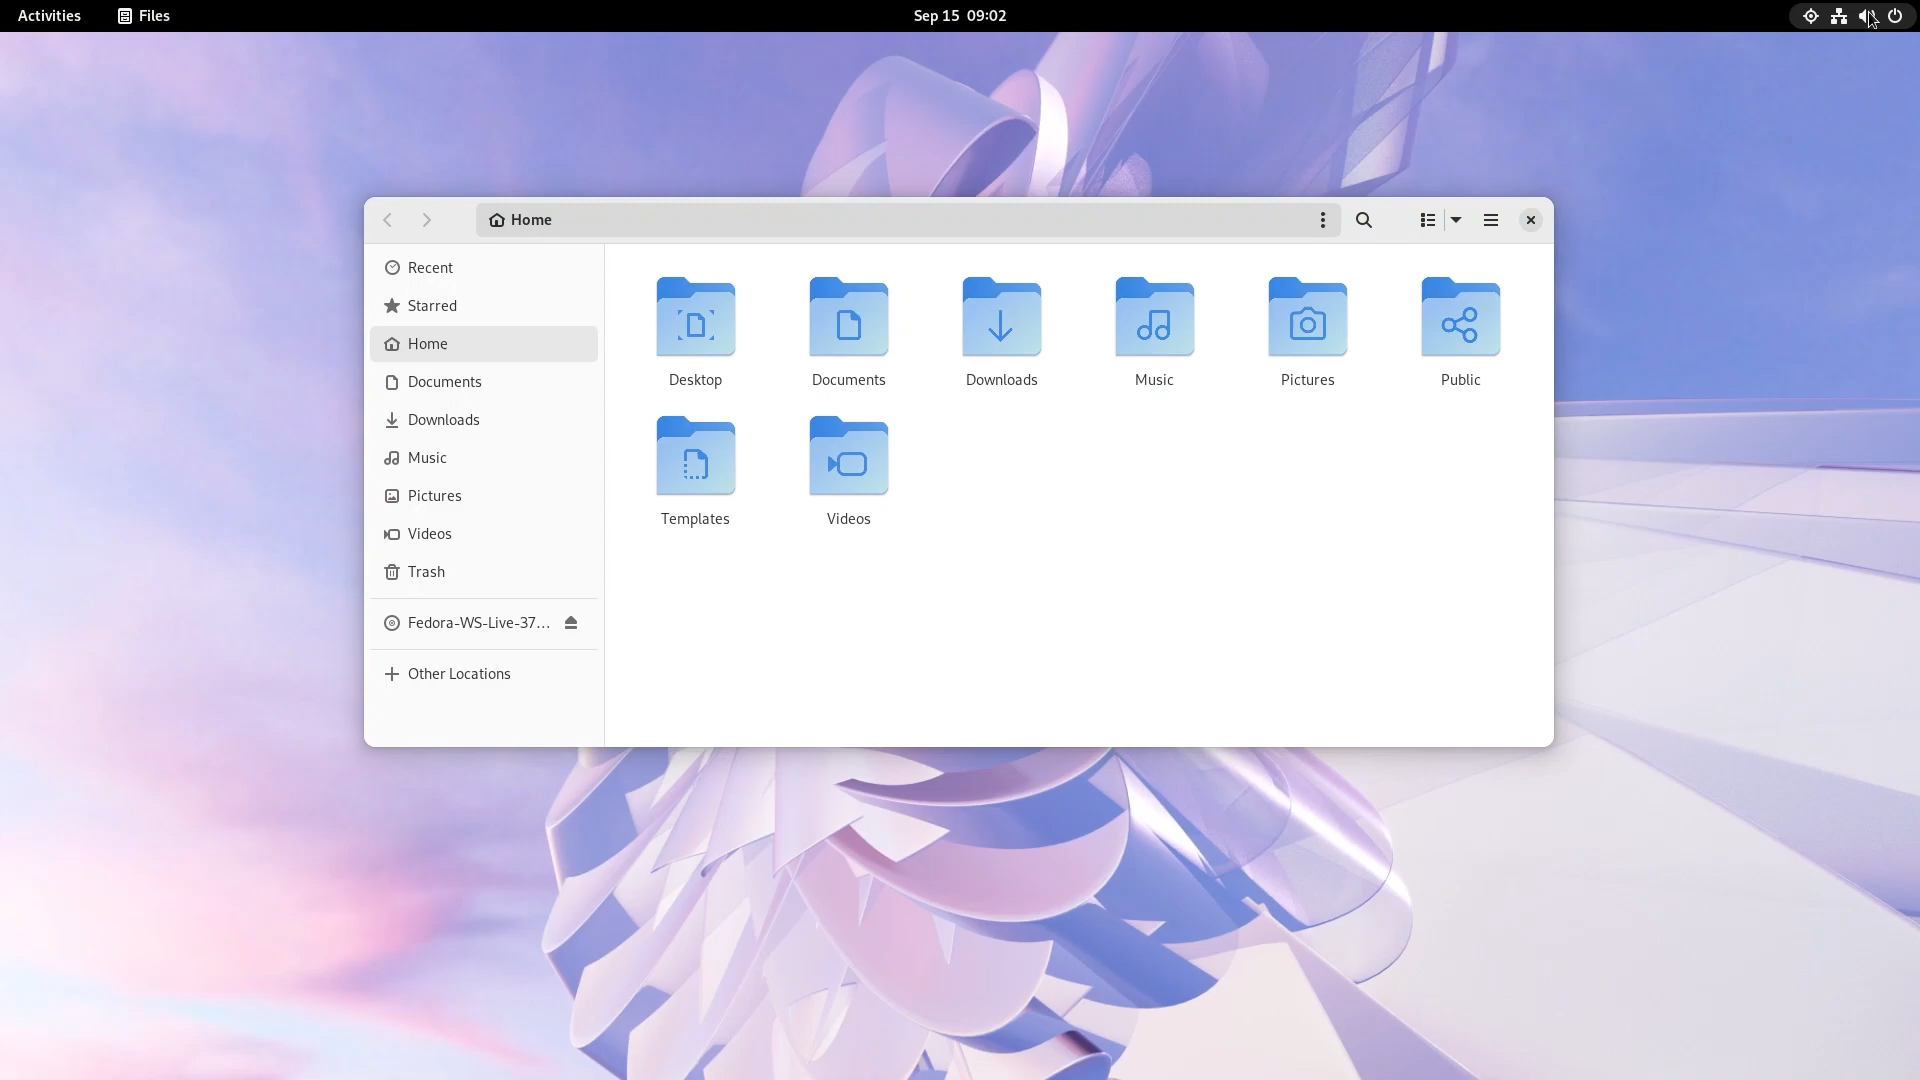 Activities Files Sep 15 09:02
Home
Recent
Starred
Home
Documents
Downloads
Music
Pictures
Videos
Trash
Fedora-WS-Live-37...
Other Locations
Desktop Documents Downloads Music Pictures Public
Templates Videos